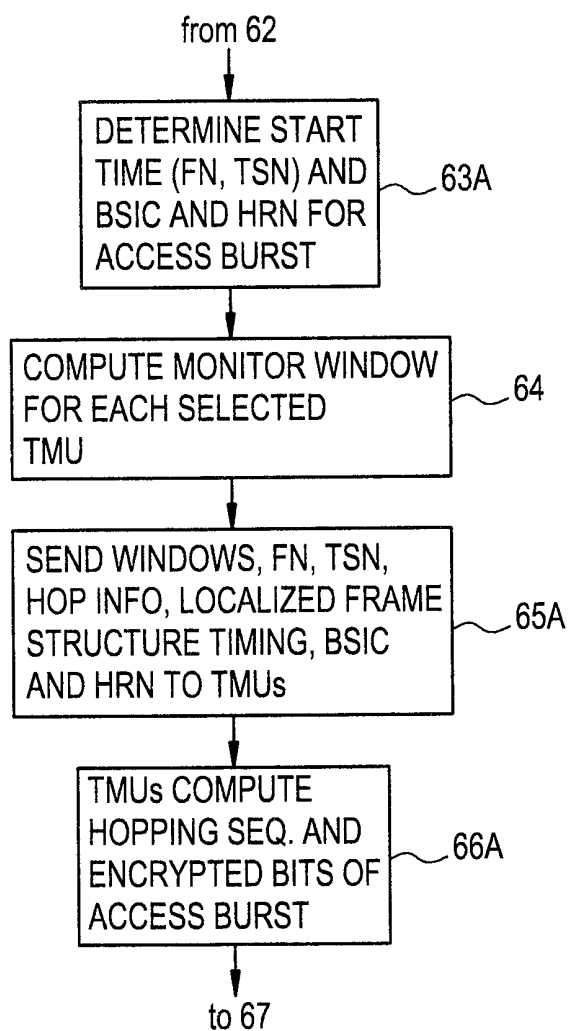 from 62
DETERMINE START
TIME (FN, TSN) AND
BSIC AND HRN FOR
ACCESS BURST
63A
COMPUTE MONITOR WINDOW
FOR EACH SELECTED
TMU
64
SEND WINDOWS, FN, TSN,
HOP INFO, LOCALIZED FRAME
STRUCTURE TIMING, BSIC
AND HRN TO TMUs
65A
TMUs COMPUTE
HOPPING SEQ. AND
ENCRYPTED BITS OF
ACCESS BURST
66A
to 67